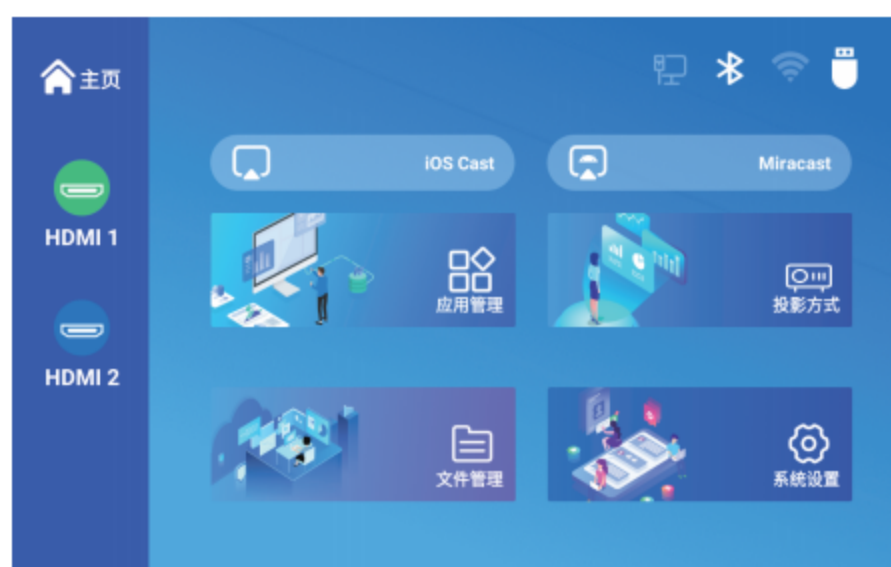 主页
HDMI 1
HDMI 2
iOS Cast
Miracast
应用管理
投影方式
文件管理
系统设置